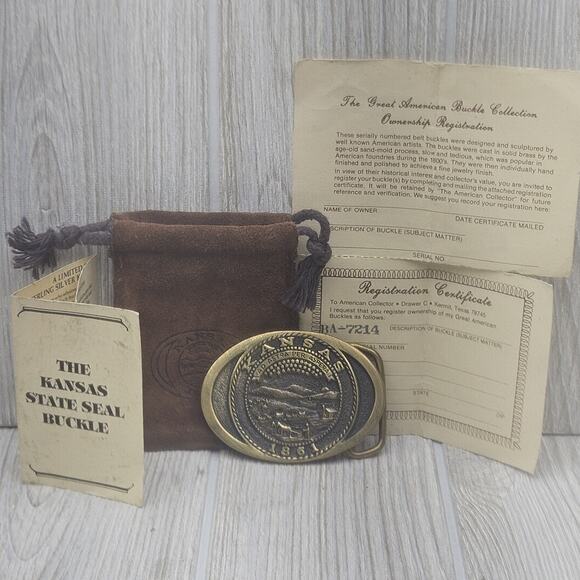 The Great American Buckle Collection
Ownership Registration
These serially numbered belt buckles were designed and sculptured by
well known American artists. The buckles were cast in solid brass by the
age-old sand-mold process, slow and tedious, which was popular in
American foundries during the 1800's. They were then individually hand
finished and polished to achieve a fine jewelry finish.
In view of their historical interest and collector's value, you are invited to
register your buckle(s) by completing and mailing the attached registration
certificate. It will be retained by "The American Collector" for future
reference and verification. We suggest you record your registration here:
NAME OF OWNER
DATE CERTIFICATE MAILED
DESCRIPTION OF BUCKLE (SUBJECT MATTER)
SERIAL NO.
Registration Certificate
To American Collector • Drawer C • Kermit, Texas 79745
I request that you register ownership of my Great American
Buckles as follows:
BA-7214
DESCRIPTION OF BUCKLE (SUBJECT MATTER)
SERIAL NUMBER
STATE
ZIP
A LIMITED
STERLING SILVER
THE
KANSAS
STATE SEAL
BUCKLE
KANSAS
KANSAS
1861